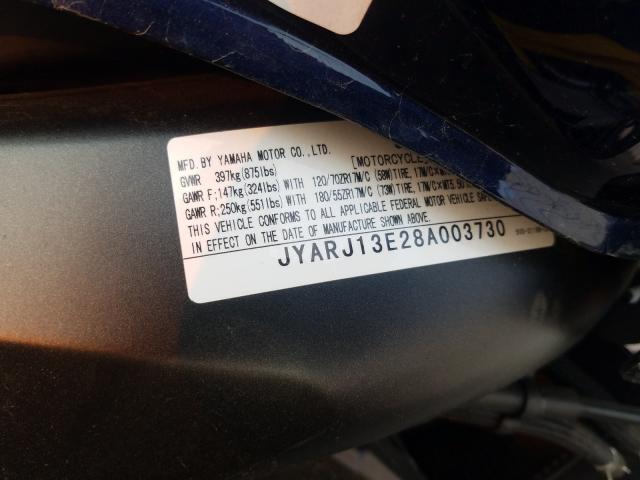 MFD. BY YAMAHA MOTOR CO., LTD.
[MOTORCYCLE
GVWR 397kg(875lbs)
GAWR F;147kg(324lbs)WITH 120/70ZR17M/C (58W)TIRE, 17M/C
GAWR R;250kg(551lbs)WITH 180/55ZR17M/C (73W)TIRE, 17M/C
THIS VEHICLE CONFORMS TO ALL APPLICABLE FEDERAL MOTOR VEHICLE
IN EFFECT ON THE DATE OF MANUFACTURE SHOWN ABOVE.
JYARJ13E28A003730